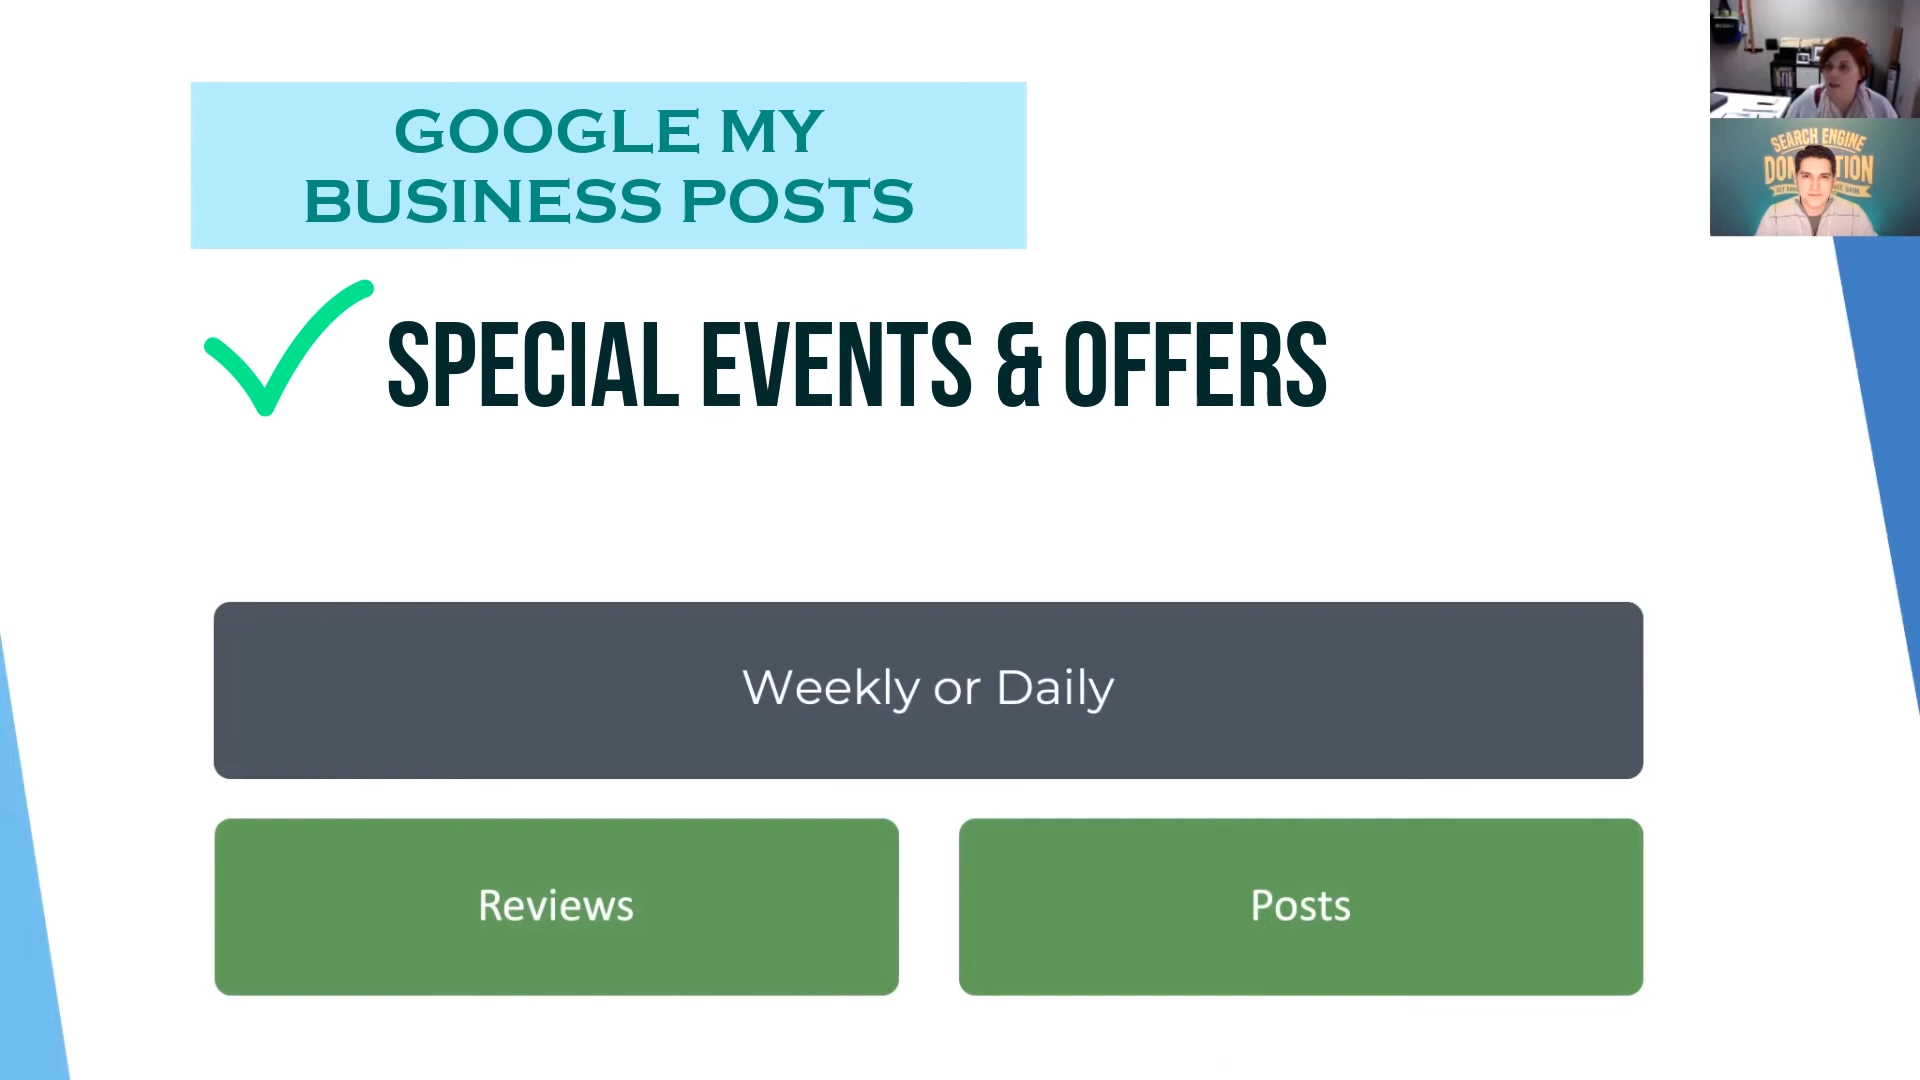 GOOGLE MY
BUSINESS POSTS
SPECIAL EVENTS & OFFERS
Weekly or Daily
Reviews
Posts
SEARCH ENGINE